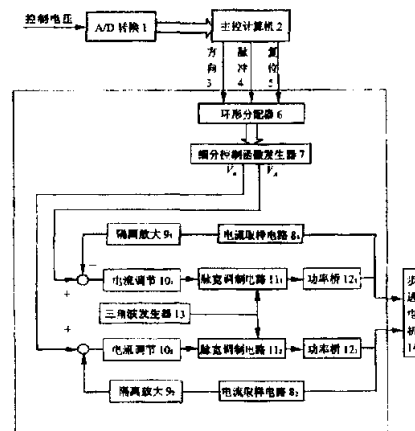 控制电压
A/D 转换 1
主控计算机 2
方向 3
脉冲 4
复位 5
环形分配器 6
细分控制函数发生器 7
隔离放大 9₁
电流取样电路 8₁
−
+
电流调节 10₁
脉宽调制电路 11₁
功率桥 12₁
三角波发生器 13
步进电机 14
+
电流调节 10₂
脉宽调制电路 11₂
功率桥 12₂
−
隔离放大 9₂
电流取样电路 8₂